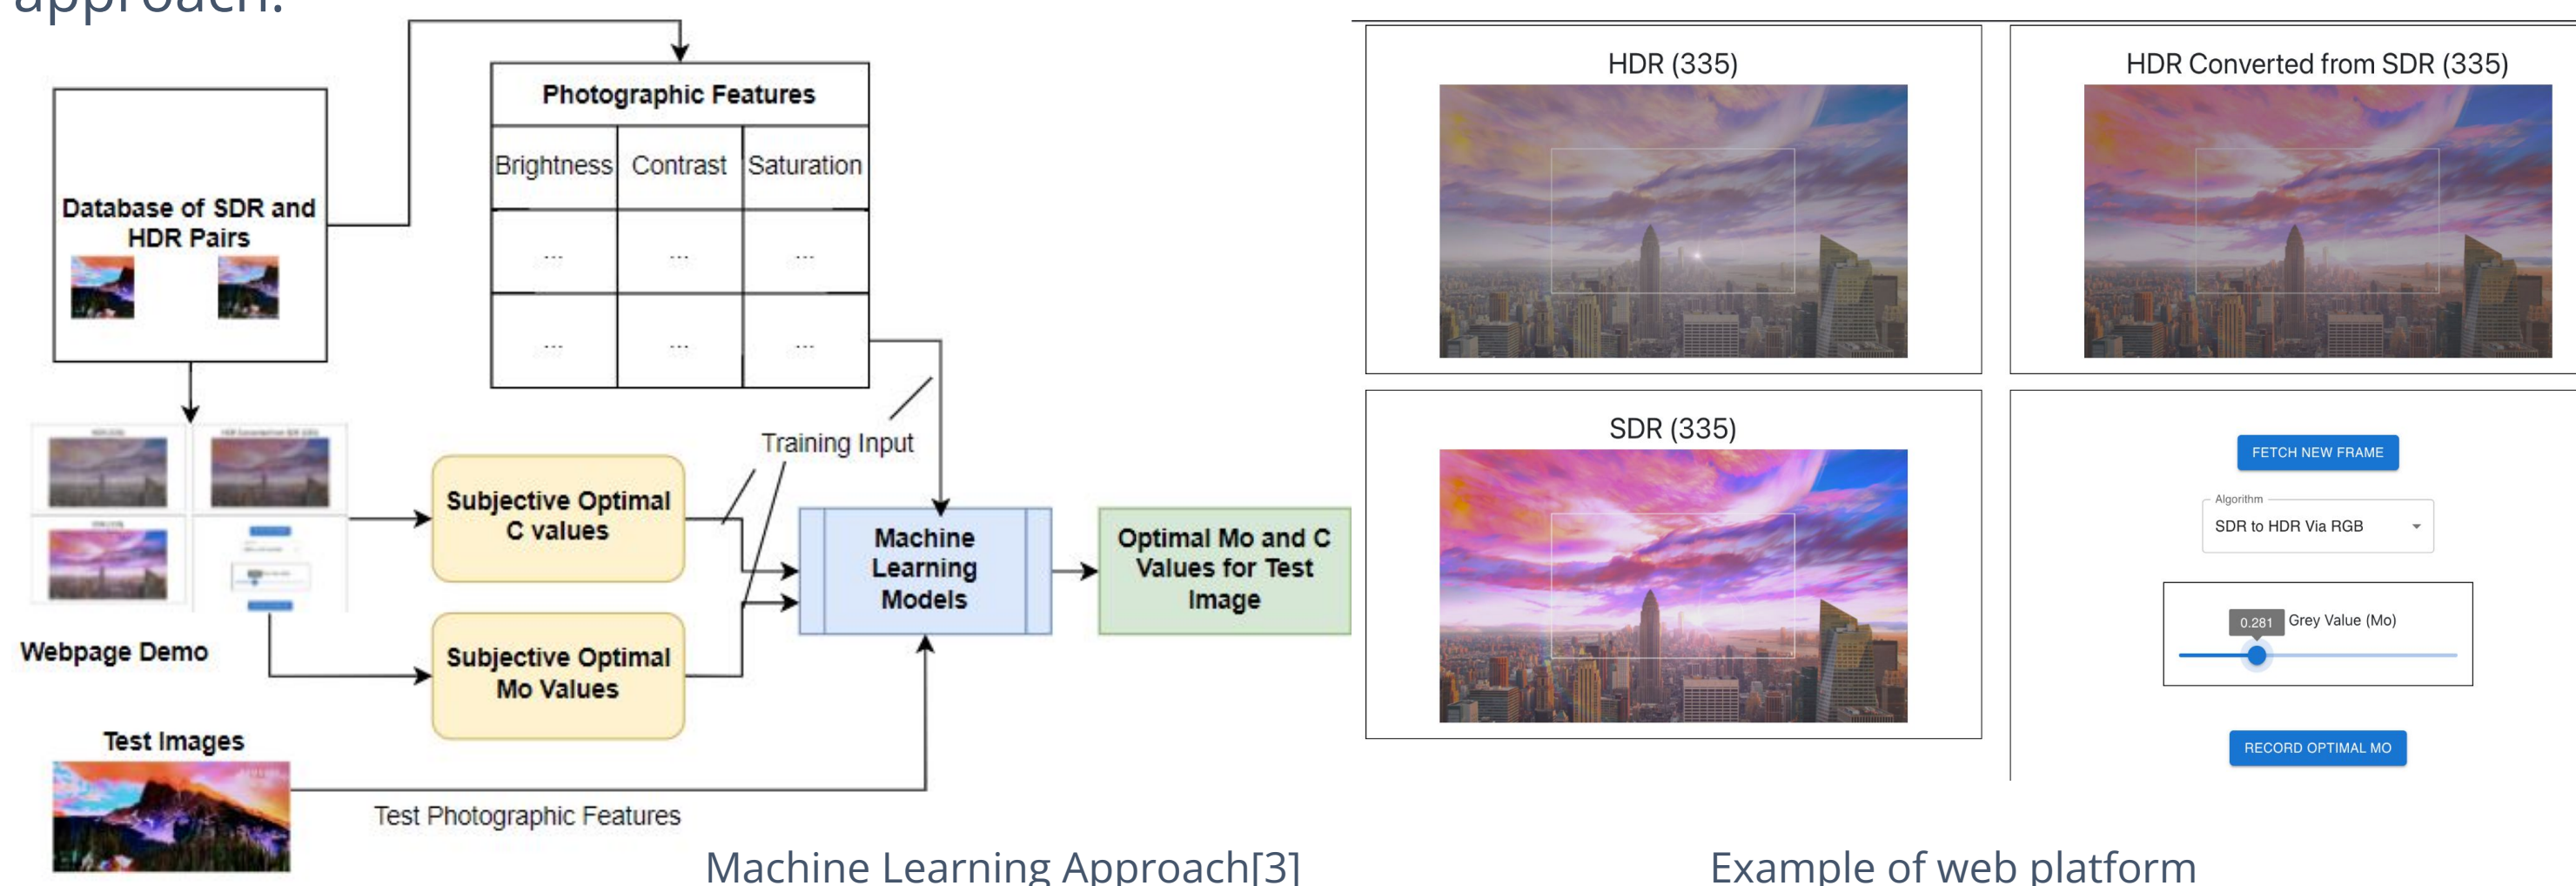 approach:
Database of SDR and
HDR Pairs
Photographic Features
Brightness Contrast Saturation
... ... ...
... ... ...
Training Input
Subjective Optimal
C values
Subjective Optimal
Mo Values
Machine
Learning
Models
Optimal Mo and C
Values for Test
Image
Webpage Demo
Test Images
Test Photographic Features
Machine Learning Approach[3]
HDR (335)
HDR Converted from SDR (335)
SDR (335)
FETCH NEW FRAME
Algorithm
SDR to HDR Via RGB
0.281 Grey Value (Mo)
RECORD OPTIMAL MO
Example of web platform